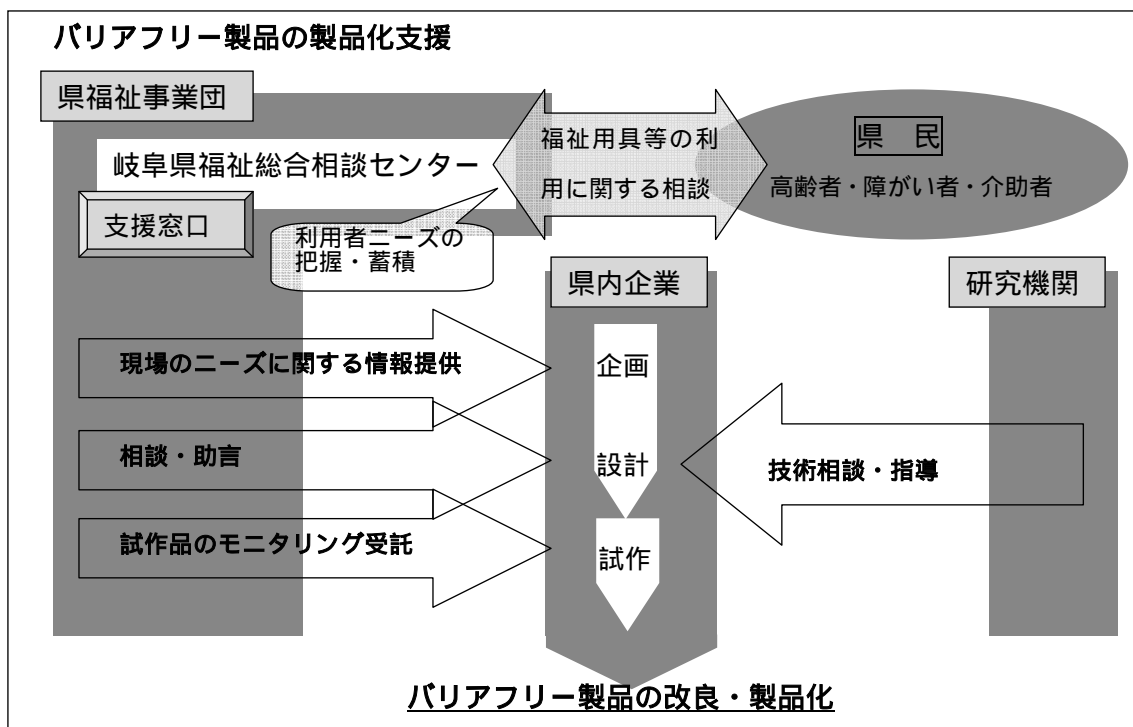 バリアフリー製品の製品化支援
県福祉事業団
岐阜県福祉総合相談センター
支援窓口
利用者ニーズの
把握・蓄積
福祉用具等の利
用に関する相談
県　民
高齢者・障がい者・介助者
県内企業
研究機関
現場のニーズに関する情報提供
相談・助言
試作品のモニタリング受託
企画
設計
試作
技術相談・指導
バリアフリー製品の改良・製品化